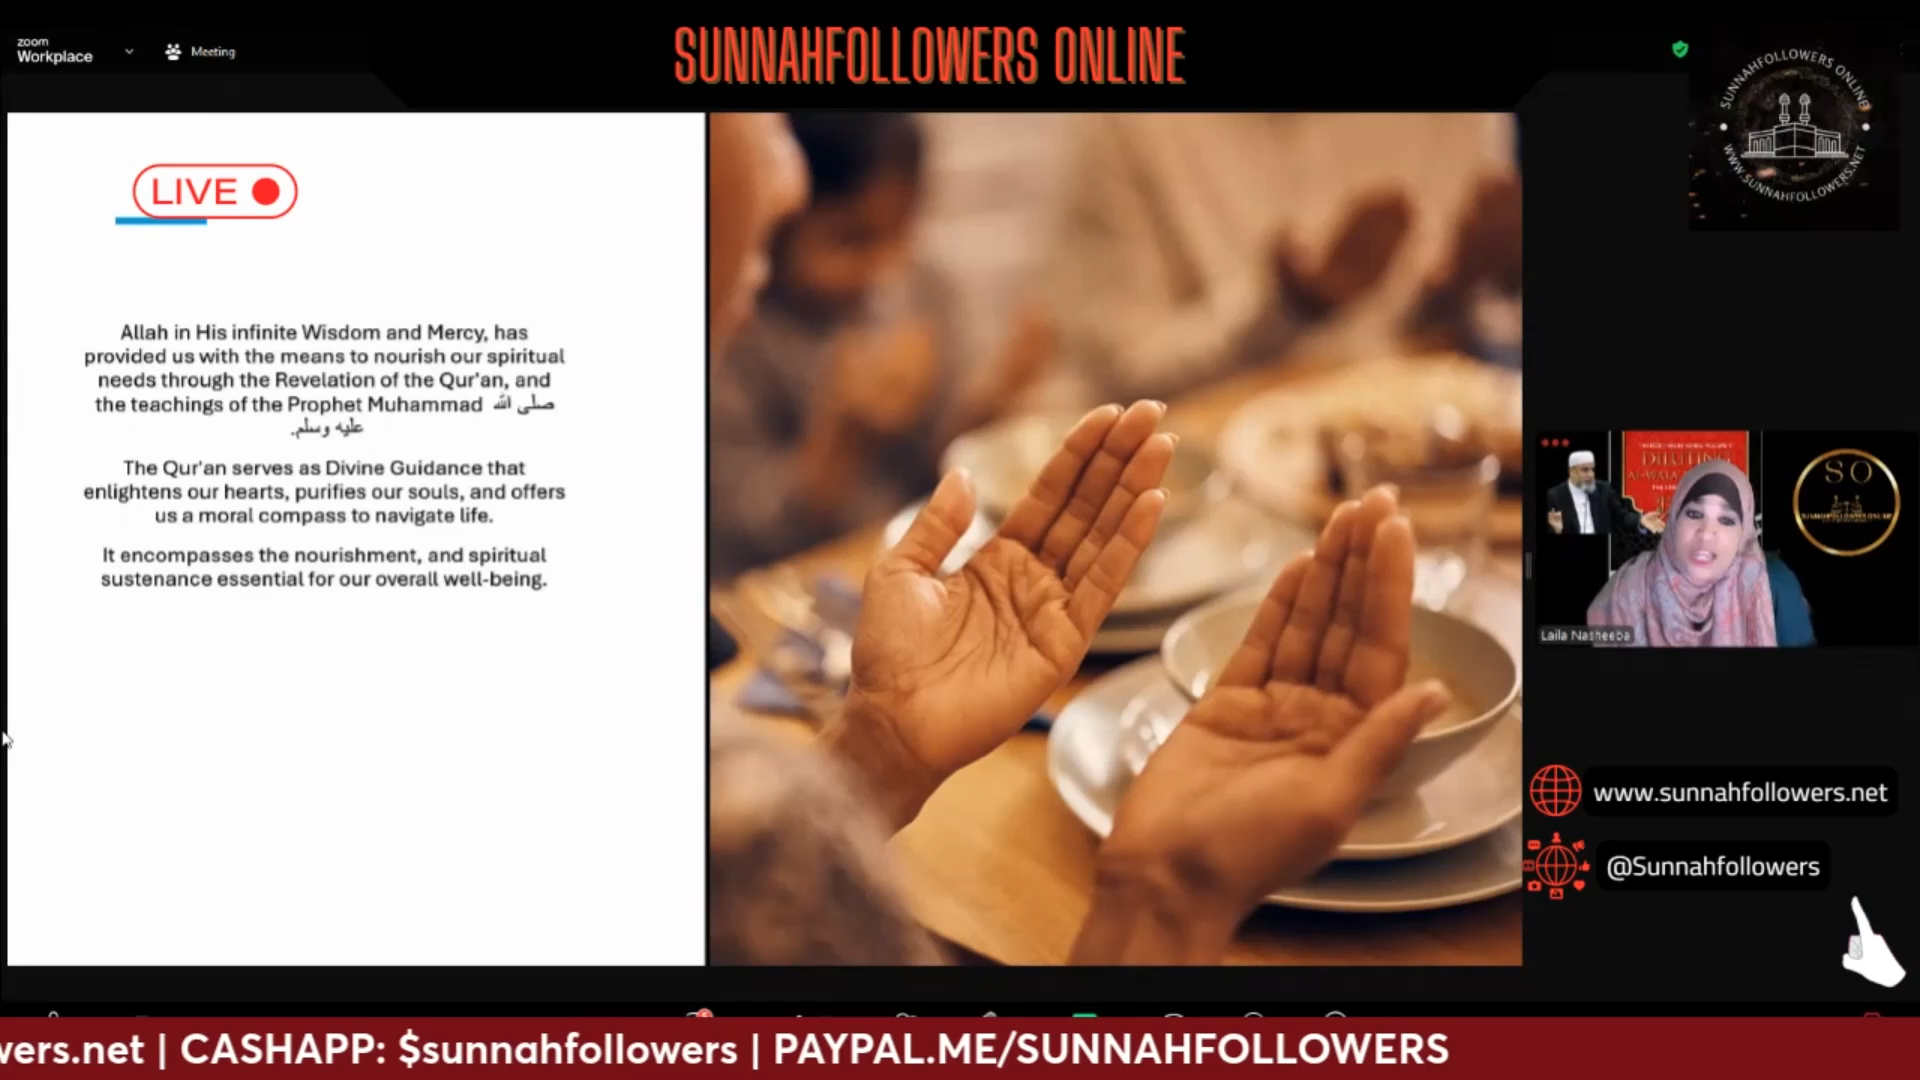 zoom
Workplace
Meeting
SUNNAHFOLLOWERS ONLINE
SUNNAHFOLLOWERS ONLINE
WWW.SUNNAHFOLLOWERS.NET
LIVE
Allah in His infinite Wisdom and Mercy, has
provided us with the means to nourish our spiritual
needs through the Revelation of the Qur'an, and
the teachings of the Prophet Muhammad صلى الله
عليه وسلم.
The Qur'an serves as Divine Guidance that
enlightens our hearts, purifies our souls, and offers
us a moral compass to navigate life.
It encompasses the nourishment, and spiritual
sustenance essential for our overall well-being.
DILUTING
SO
SUNNAHFOLLOWERS ONLINE
Laila Nasheeba
www.sunnahfollowers.net
@Sunnahfollowers
wers.net | CASHAPP: $sunnahfollowers | PAYPAL.ME/SUNNAHFOLLOWERS